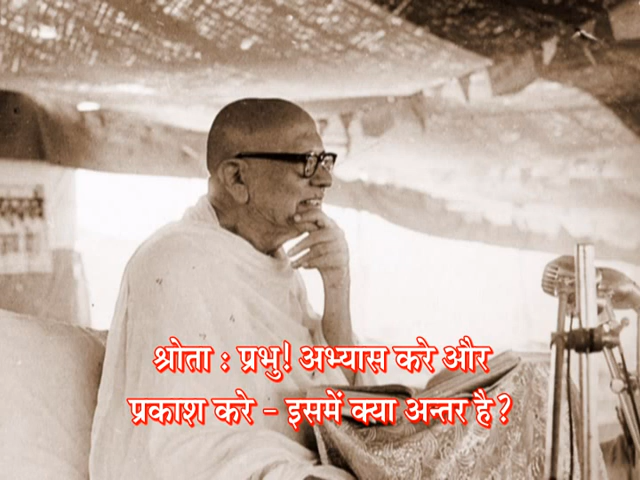 श्रोता : प्रभु! अभ्यास करे और
प्रकाश करे - इसमें क्या अन्तर है?